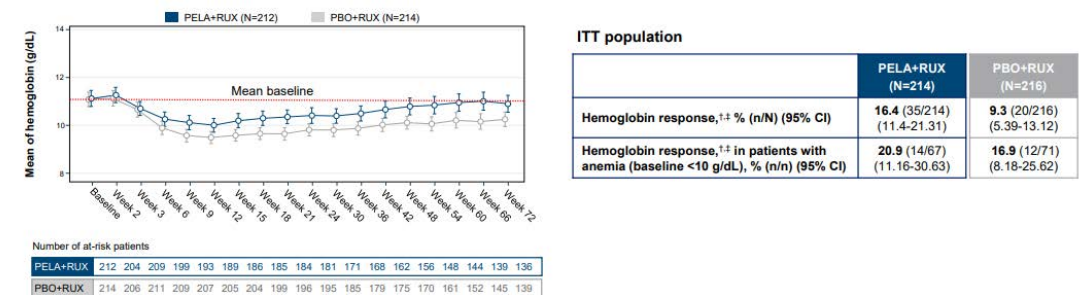 PELA+RUX (N=212) PBO+RUX (N=214)
Mean of hemoglobin (g/dL)
14
12
10
8
Mean baseline
Baseline
Week 2
Week 3
Week 6
Week 9
Week 12
Week 15
Week 18
Week 21
Week 24
Week 30
Week 36
Week 42
Week 48
Week 54
Week 60
Week 66
Week 72
Number of at-risk patients
PELA+RUX 212 204 209 199 193 189 186 185 184 181 171 168 162 156 148 144 139 136
PBO+RUX 214 206 211 209 207 205 204 199 196 195 185 179 175 170 161 152 145 139
ITT population
PELA+RUX
(N=214)
PBO+RUX
(N=216)
Hemoglobin response,†,‡ % (n/N) (95% CI)
16.4 (35/214)
(11.4-21.31)
9.3 (20/216)
(5.39-13.12)
Hemoglobin response,†,‡ in patients with
anemia (baseline <10 g/dL), % (n/n) (95% CI)
20.9 (14/67)
(11.16-30.63)
16.9 (12/71)
(8.18-25.62)